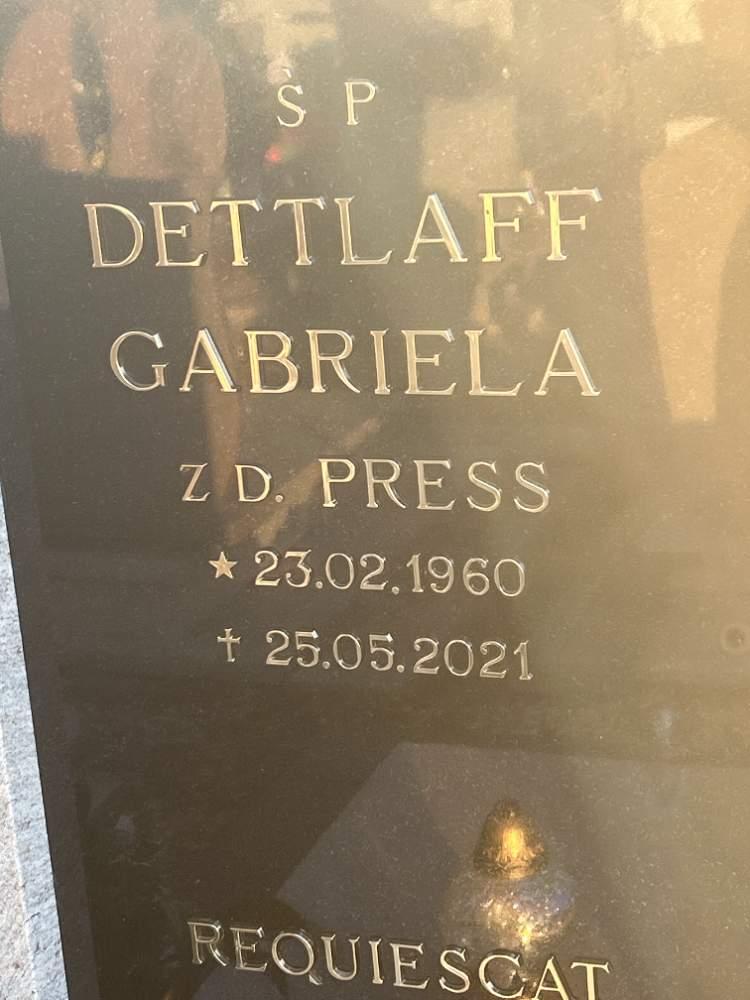 Ś P
DETTLAFF
GABRIELA
Z D. PRESS
★ 23.02.1960
✝ 25.05.2021
REQUIESCAT